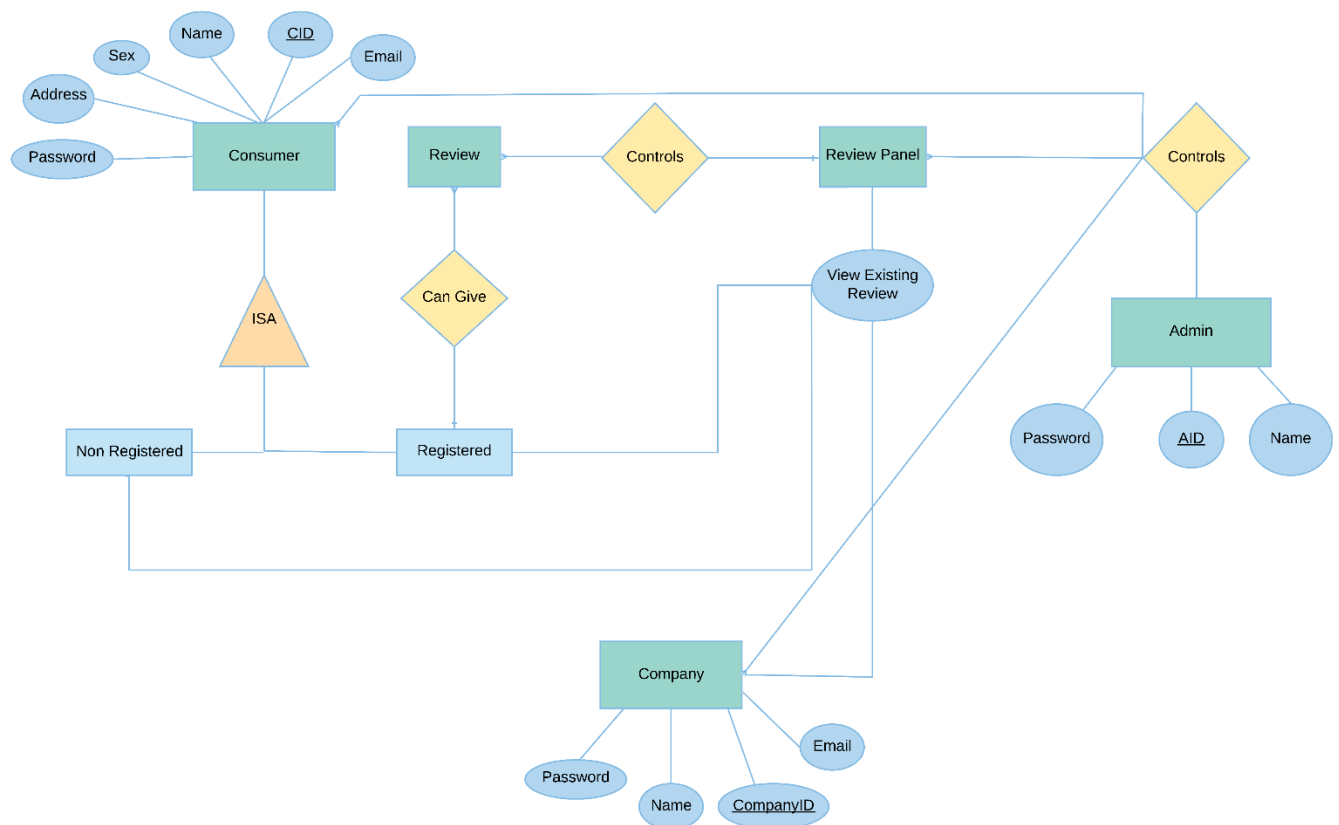 Name
CID
Sex
Email
Address
Password
Consumer
Review
Controls
Review Panel
Controls
View Existing
Review
Can Give
ISA
Admin
Password
AID
Name
Non Registered
Registered
Company
Email
Password
Name
CompanyID